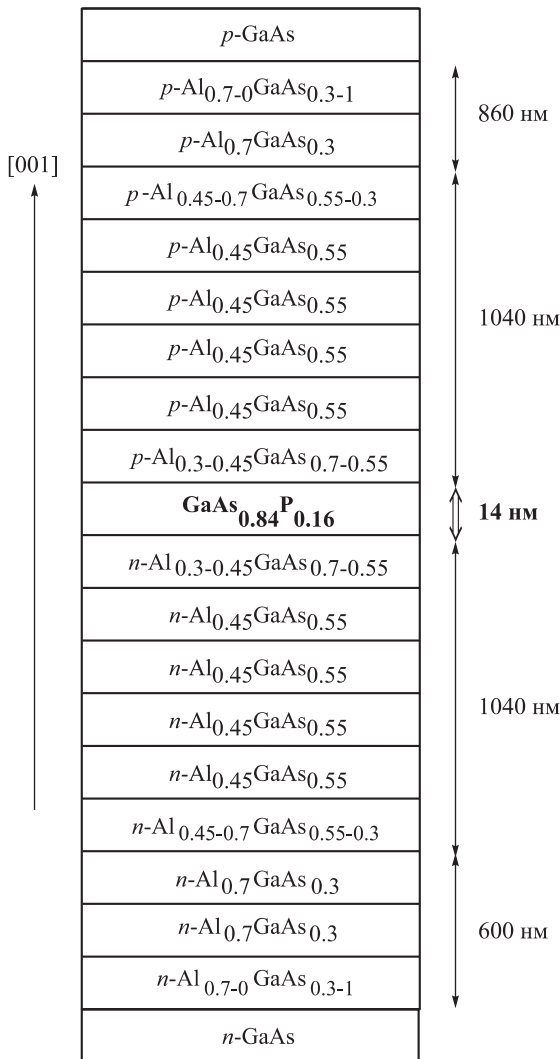 p-GaAs
p-Al0.7-0GaAs0.3-1
860 нм
p-Al0.7GaAs0.3
[001]
p-Al0.45-0.7GaAs0.55-0.3
p-Al0.45GaAs0.55
p-Al0.45GaAs0.55
1040 нм
p-Al0.45GaAs0.55
p-Al0.45GaAs0.55
p-Al0.3-0.45GaAs0.7-0.55
GaAs0.84P0.16
14 нм
n-Al0.3-0.45GaAs0.7-0.55
n-Al0.45GaAs0.55
n-Al0.45GaAs0.55
n-Al0.45GaAs0.55
1040 нм
n-Al0.45GaAs0.55
n-Al0.45-0.7GaAs0.55-0.3
n-Al0.7GaAs0.3
n-Al0.7GaAs0.3
600 нм
n-Al0.7-0GaAs0.3-1
n-GaAs